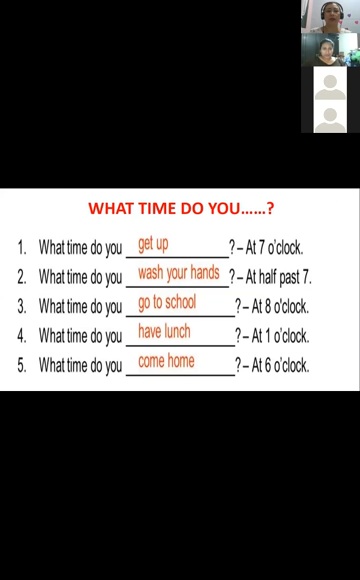 WHAT TIME DO YOU......?
1. What time do you get up ? – At 7 o'clock.
2. What time do you wash your hands ? – At half past 7.
3. What time do you go to school ? – At 8 o'clock.
4. What time do you have lunch ? – At 1 o'clock.
5. What time do you come home ? – At 6 o'clock.